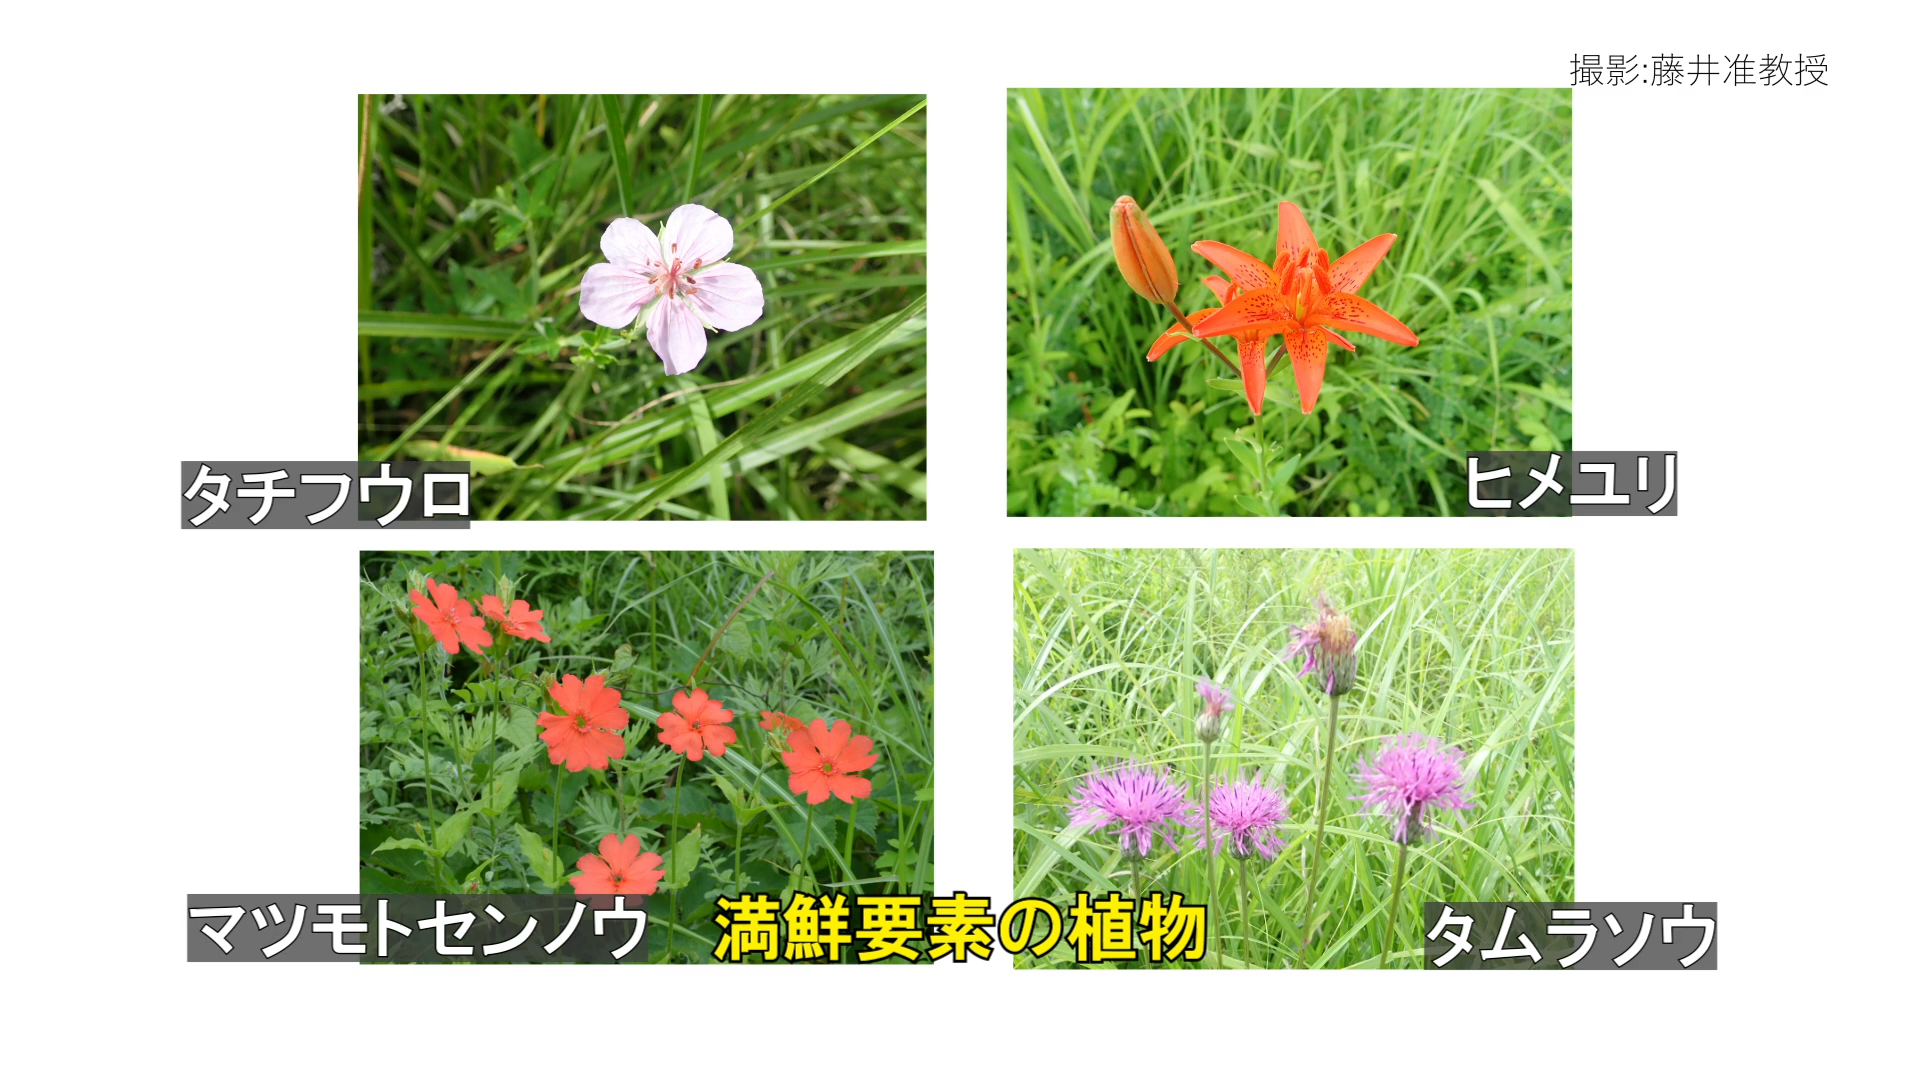 撮影:藤井准教授
タチフウロ
ヒメユリ
マツモトセンノウ
満鮮要素の植物
タムラソウ